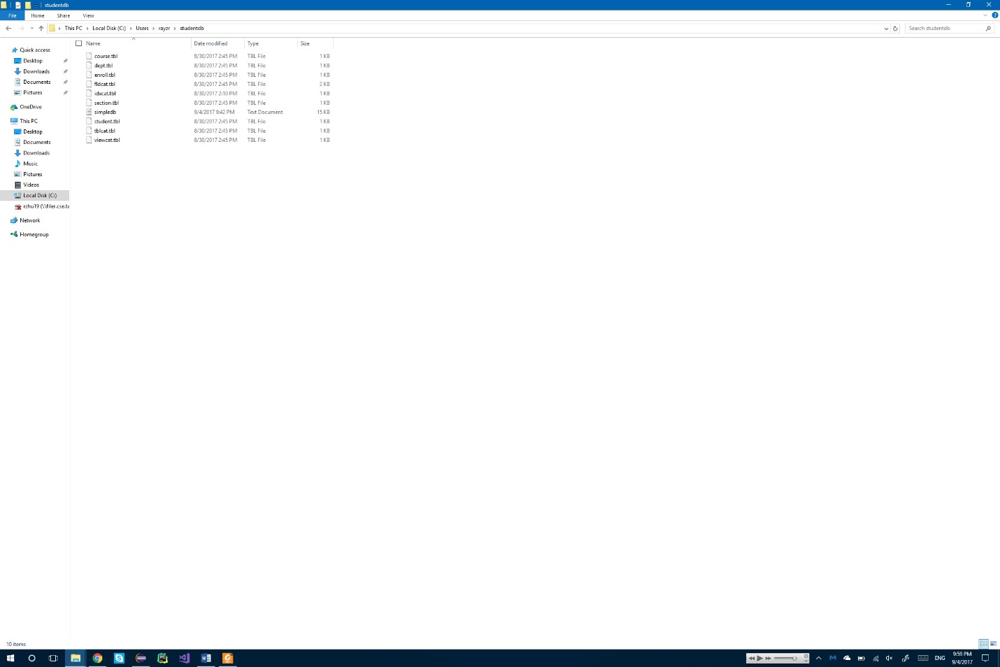 studentdb
File Home Share View
This PC Local Disk (C:) Users rayzr studentdb Search studentdb
Name Date modified Type Size
course.tbl 8/30/2017 2:45 PM TBL File 1 KB
dept.tbl 8/30/2017 2:45 PM TBL File 1 KB
enroll.tbl 8/30/2017 2:45 PM TBL File 1 KB
fldcat.tbl 8/30/2017 2:45 PM TBL File 2 KB
idxcat.tbl 8/30/2017 2:10 PM TBL File 1 KB
section.tbl 8/30/2017 2:45 PM TBL File 1 KB
simpledb 9/4/2017 9:42 PM Text Document 15 KB
student.tbl 8/30/2017 2:45 PM TBL File 1 KB
tblcat.tbl 8/30/2017 2:45 PM TBL File 1 KB
viewcat.tbl 8/30/2017 2:45 PM TBL File 1 KB
Quick access
Desktop
Downloads
Documents
Pictures
OneDrive
This PC
Desktop
Documents
Downloads
Music
Pictures
Videos
Local Disk (C:)
rzhu19 (\\filer.cse.ta
Network
Homegroup
10 items
ENG
9:59 PM
9/4/2017